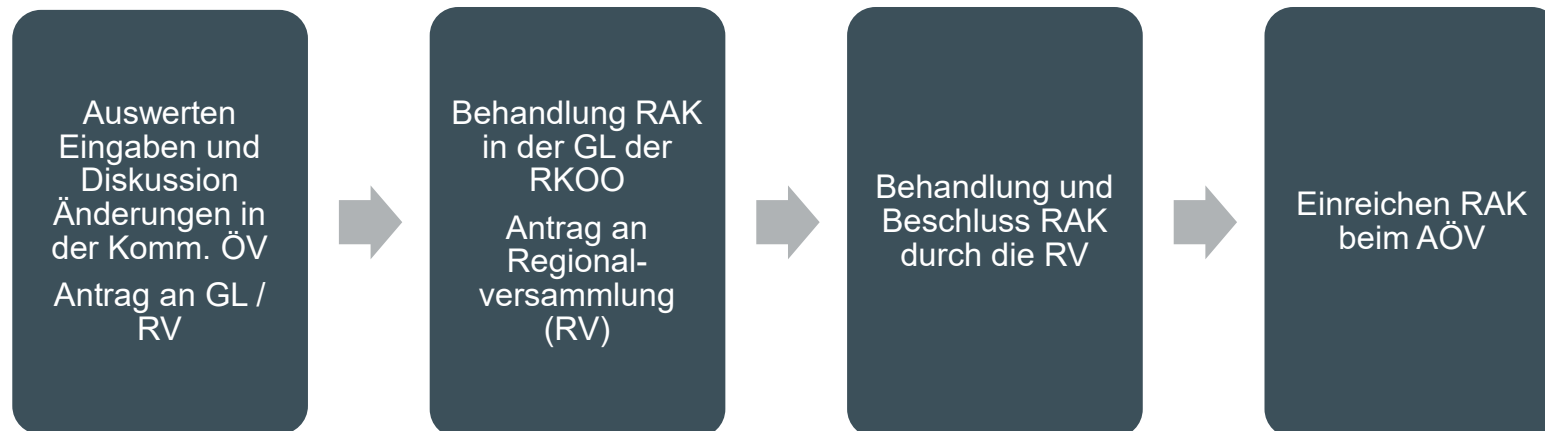 Auswerten
Eingaben und
Diskussion
Änderungen in
der Komm. ÖV
Antrag an GL /
RV
Behandlung RAK
in der GL der
RKOO
Antrag an
Regional-
versammlung
(RV)
Behandlung und
Beschluss RAK
durch die RV
Einreichen RAK
beim AÖV